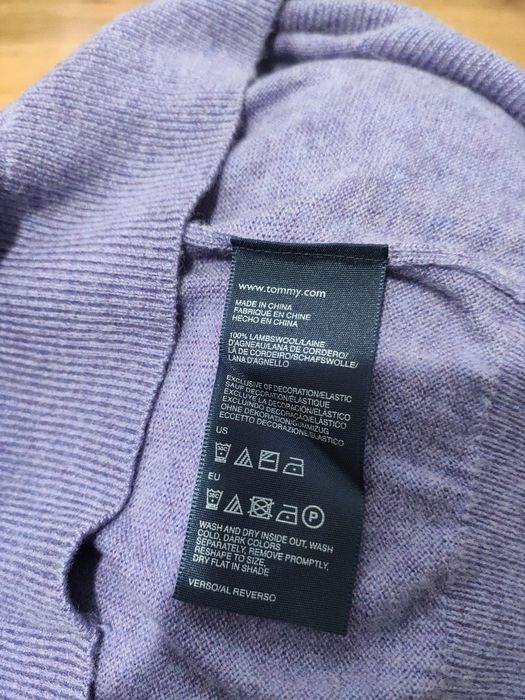 www.tommy.com
MADE IN CHINA
FABRIQUÉ EN CHINE
HECHO EN CHINA
100% LAMBSWOOL/LAINE
D'AGNEAU/LANA DE CORDERO/
LÃ DE CORDEIRO/SCHAFSWOLLE/
LANA D'AGNELLO
EXCLUSIVE OF DECORATION/ELASTIC
SAUF DECORATION/ÉLASTIQUE
EXCLUYE LA DECORACIÓN/ELÁSTICO
EXCLUINDO DECORAÇÃO/ELÁSTICO
OHNE DEKORATION/GUMMIZUG
ECCETTO DECORAZIONE/ELASTICO
US
EU
P
WASH AND DRY INSIDE OUT, WASH
COLD, DARK COLORS
SEPARATELY, REMOVE PROMPTLY,
RESHAPE TO SIZE,
DRY FLAT IN SHADE
VERSO/AL REVERSO